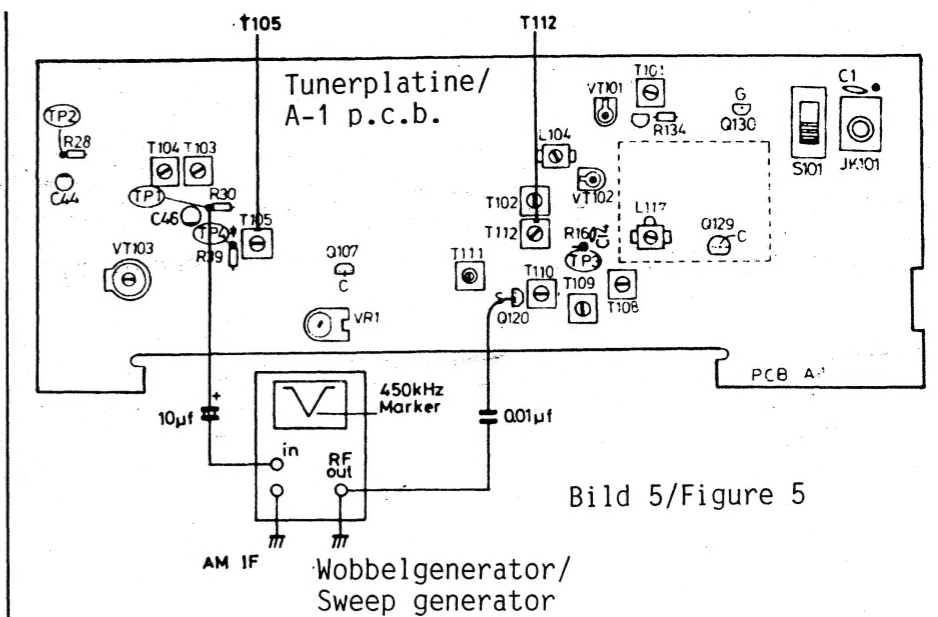 T105
T112
Tunerplatine/
A-1 p.c.b.
TP2
R28
C44
T104 T103
TP1
R30
C46
TP4
T105
R39
VT103
Q107
C
VR1
T111
L104
VT101
T101
R134
G
Q130
C1
S101
JK101
VT102
T102
T112
L117
Q129
C
TP3
T110
T109
T108
S
Q120
PCB A-1
10µf
+
450kHz
Marker
in
RF
out
0.01µf
AM IF
Bild 5/Figure 5
Wobbelgenerator/
Sweep generator